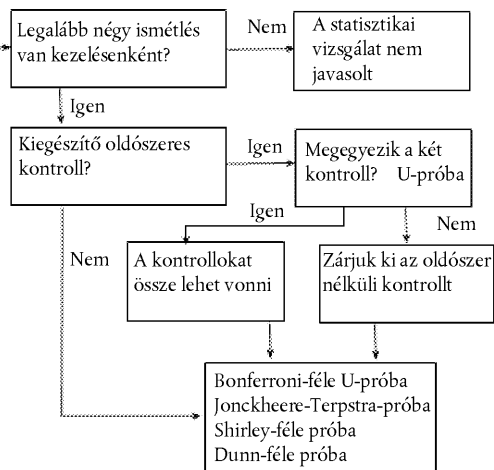 Legalább négy ismétlés
van kezelésenként?
Nem
A statisztikai
vizsgálat nem
javasolt
Igen
Kiegészítő oldószeres
kontroll?
Igen
Megegyezik a két
kontroll? U-próba
Igen
Nem
Nem
A kontrollokat
össze lehet vonni
Zárjuk ki az oldószer
nélküli kontrollt
Bonferroni-féle U-próba
Jonckheere-Terpstra-próba
Shirley-féle próba
Dunn-féle próba